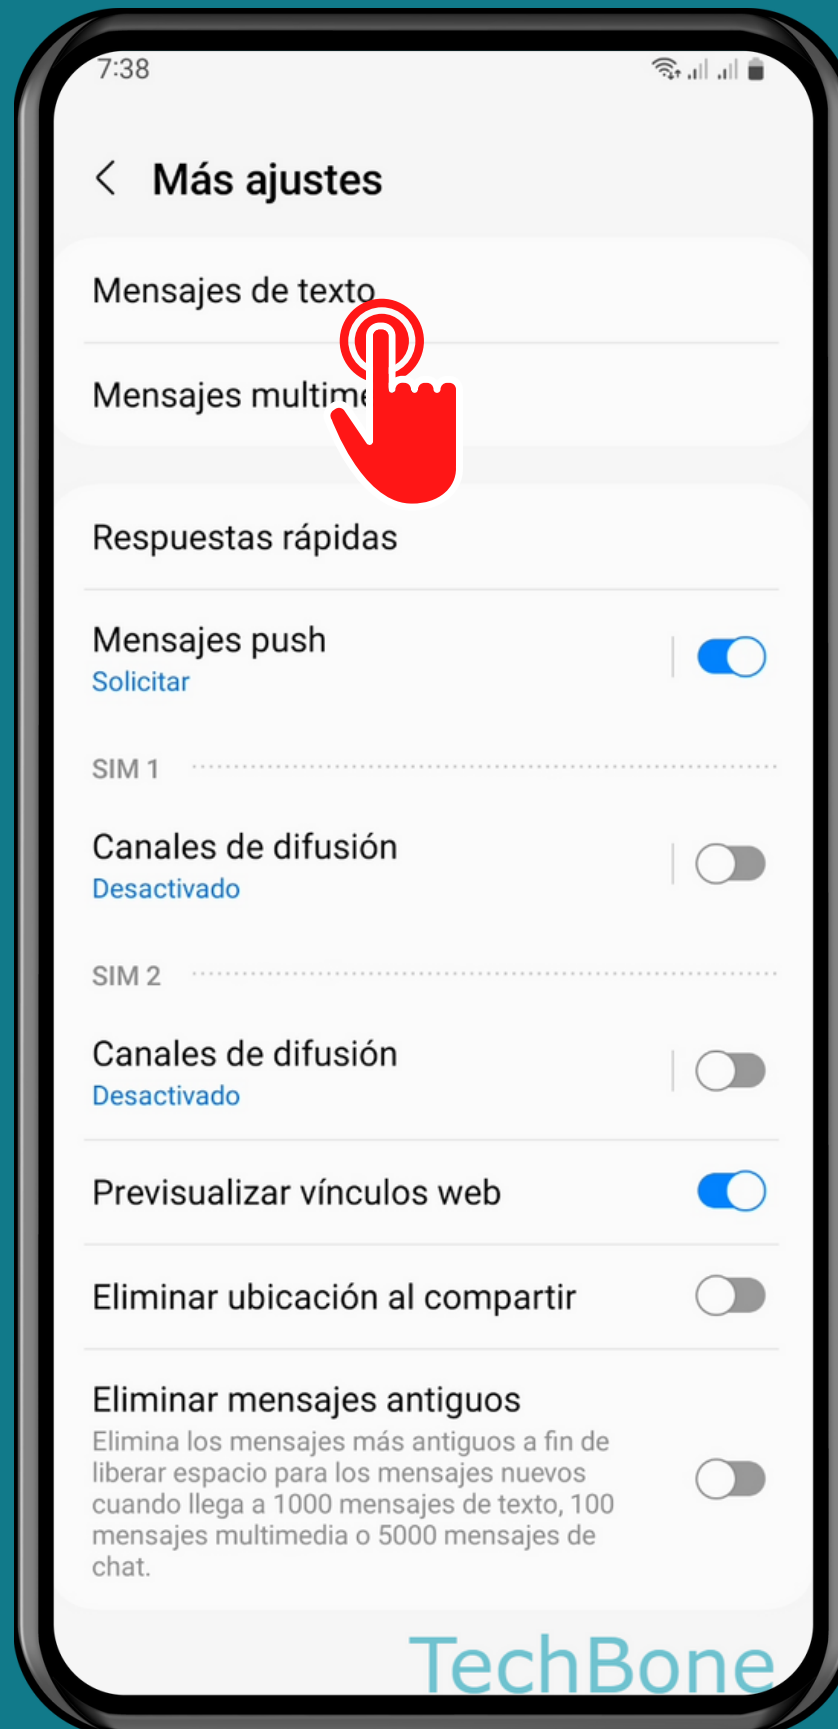 7:38
Más ajustes
Mensajes de texto
Mensajes
Respuestas rápidas
Mensajes push
Solicitar
SIM 1
Canales de difusión
Desactivado
SIM 2
Canales de difusión
Desactivado
Previsualizar vínculos web
Eliminar ubicación al compartir
Eliminar mensajes antiguos
Elimina los mensajes más antiguos a fin de
liberar espacio para los mensajes nuevos
cuando llega a 1000 mensajes de texto, 100
mensajes multimedia o 5000 mensajes de
chat.
TechBone